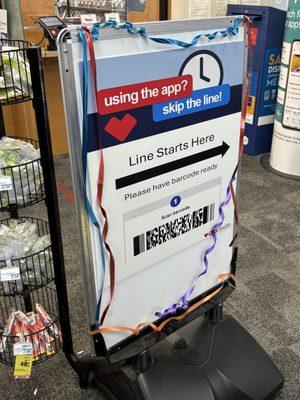 using the app?
skip the line!
Line Starts Here
Please have barcode ready
1
Scan barcode.